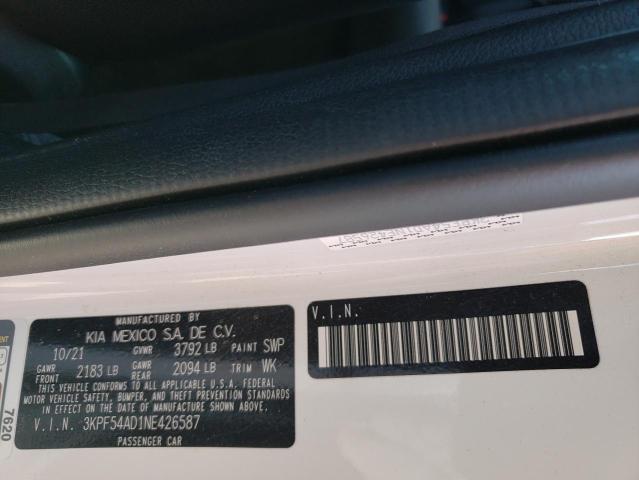 MANUFACTURED BY
KIA MEXICO S.A. DE C.V.
10/21 GVWR 3792 LB PAINT SWP
GAWR FRONT 2183 LB GAWR REAR 2094 LB TRIM WK
THIS VEHICLE CONFORMS TO ALL APPLICABLE U.S.A. FEDERAL
MOTOR VEHICLE SAFETY, BUMPER, AND THEFT PREVENTION STANDARDS
IN EFFECT ON THE DATE OF MANUFACTURE SHOWN ABOVE.
V.I.N. 3KPF54AD1NE426587
PASSENGER CAR
V.I.N.
7620